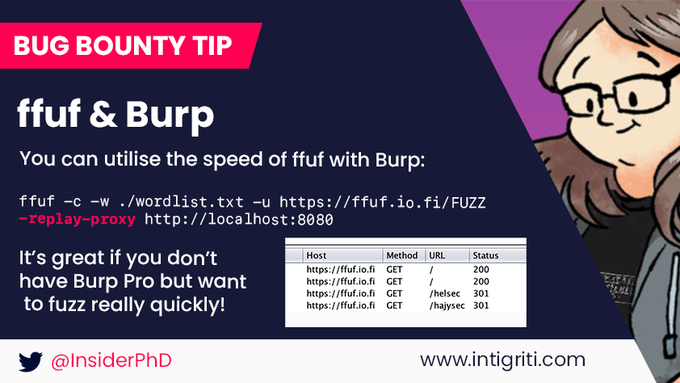 BUG BOUNTY TIP
ffuf & Burp
You can utilise the speed of ffuf with Burp:
ffuf -c -w ./wordlist.txt -u https://ffuf.io.fi/FUZZ
-replay-proxy http://localhost:8080
It's great if you don't
have Burp Pro but want
to fuzz really quickly!
Host Method URL Status
https://ffuf.io.fi GET / 200
https://ffuf.io.fi GET / 200
https://ffuf.io.fi GET /helsec 301
https://ffuf.io.fi GET /hajysec 301
@InsiderPhD
www.intigriti.com